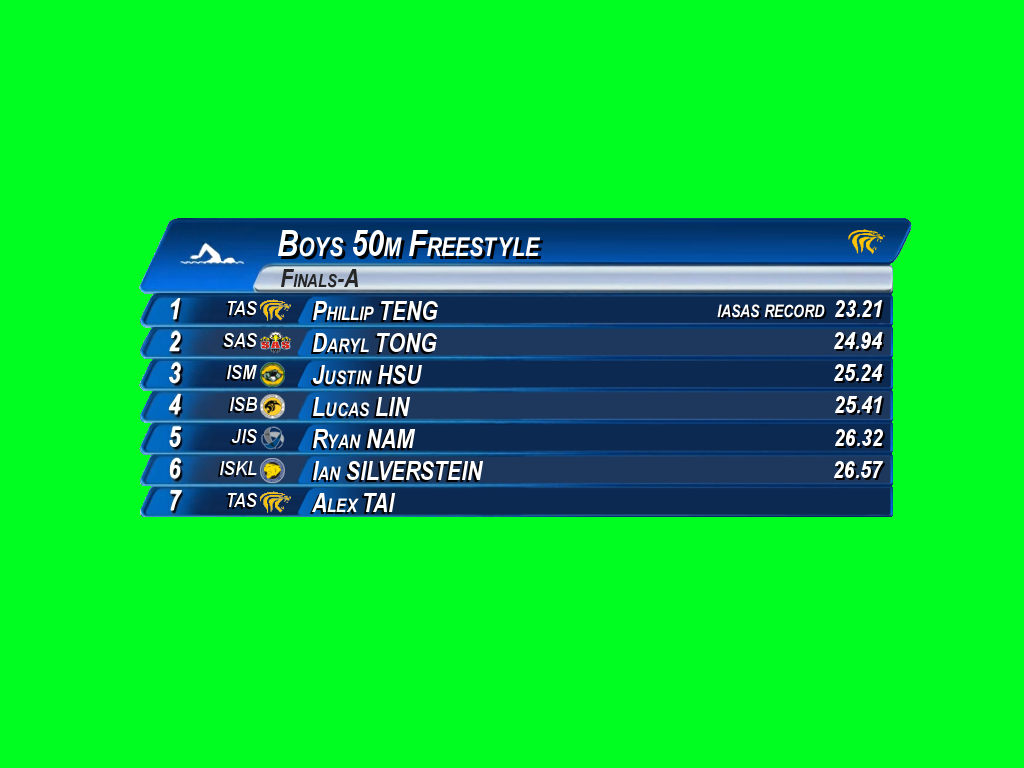 Boys 50m Freestyle
Finals-A
1 TAS Phillip TENG IASAS RECORD 23.21
2 SAS SAS Daryl TONG 24.94
3 ISM Justin HSU 25.24
4 ISB Lucas LIN 25.41
5 JIS Ryan NAM 26.32
6 ISKL Ian SILVERSTEIN 26.57
7 TAS Alex TAI